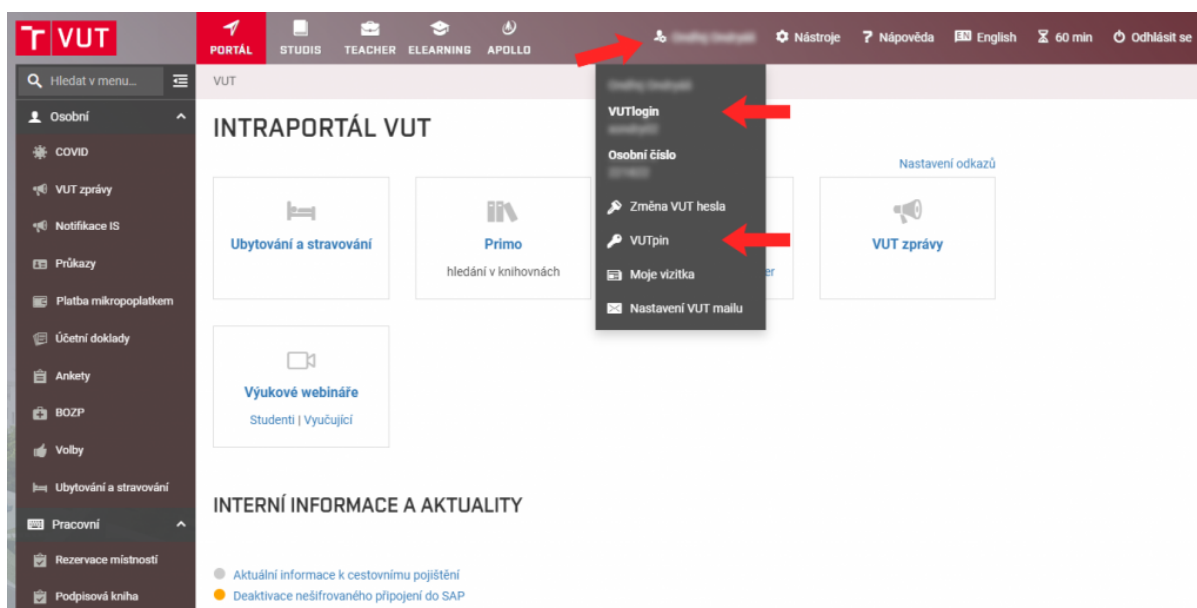 VUT
PORTÁL STUDIS TEACHER ELEARNING APOLLO
Nástroje ? Nápověda EN English 60 min Odhlásit se
Hledat v menu...
VUT
Osobní
COVID
VUT zprávy
Notifikace IS
Průkazy
Platba mikropoplatkem
Účetní doklady
Ankety
BOZP
Volby
Ubytování a stravování
Pracovní
Rezervace místností
Podpisová kniha
INTRAPORTÁL VUT
VUTlogin
Osobní číslo
Změna VUT hesla
VUTpin
Moje vizitka
Nastavení VUT mailu
Nastavení odkazů
Ubytování a stravování
Primo
hledání v knihovnách
er
VUT zprávy
Výukové webináře
Studenti | Vyučující
INTERNÍ INFORMACE A AKTUALITY
Aktuální informace k cestovnímu pojištění
Deaktivace nešifrovaného připojení do SAP